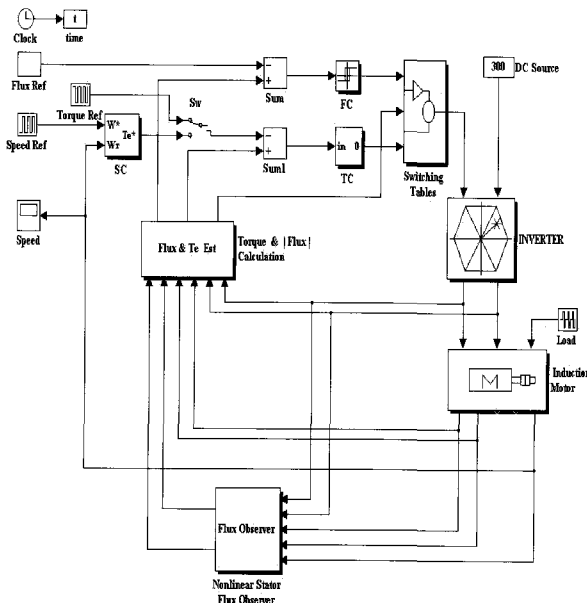 t
Clock
time
Flux Ref
Torque Ref
Sw
Sum
FC
300
DC Source
Speed Ref
W*
Te*
Wr
SC
Sum1
in 0
TC
Switching
Tables
Speed
Flux & Te Est
Torque & |Flux|
Calculation
INVERTER
Load
M
Induction
Motor
Flux Observer
Nonlinear Stator
Flux Observer